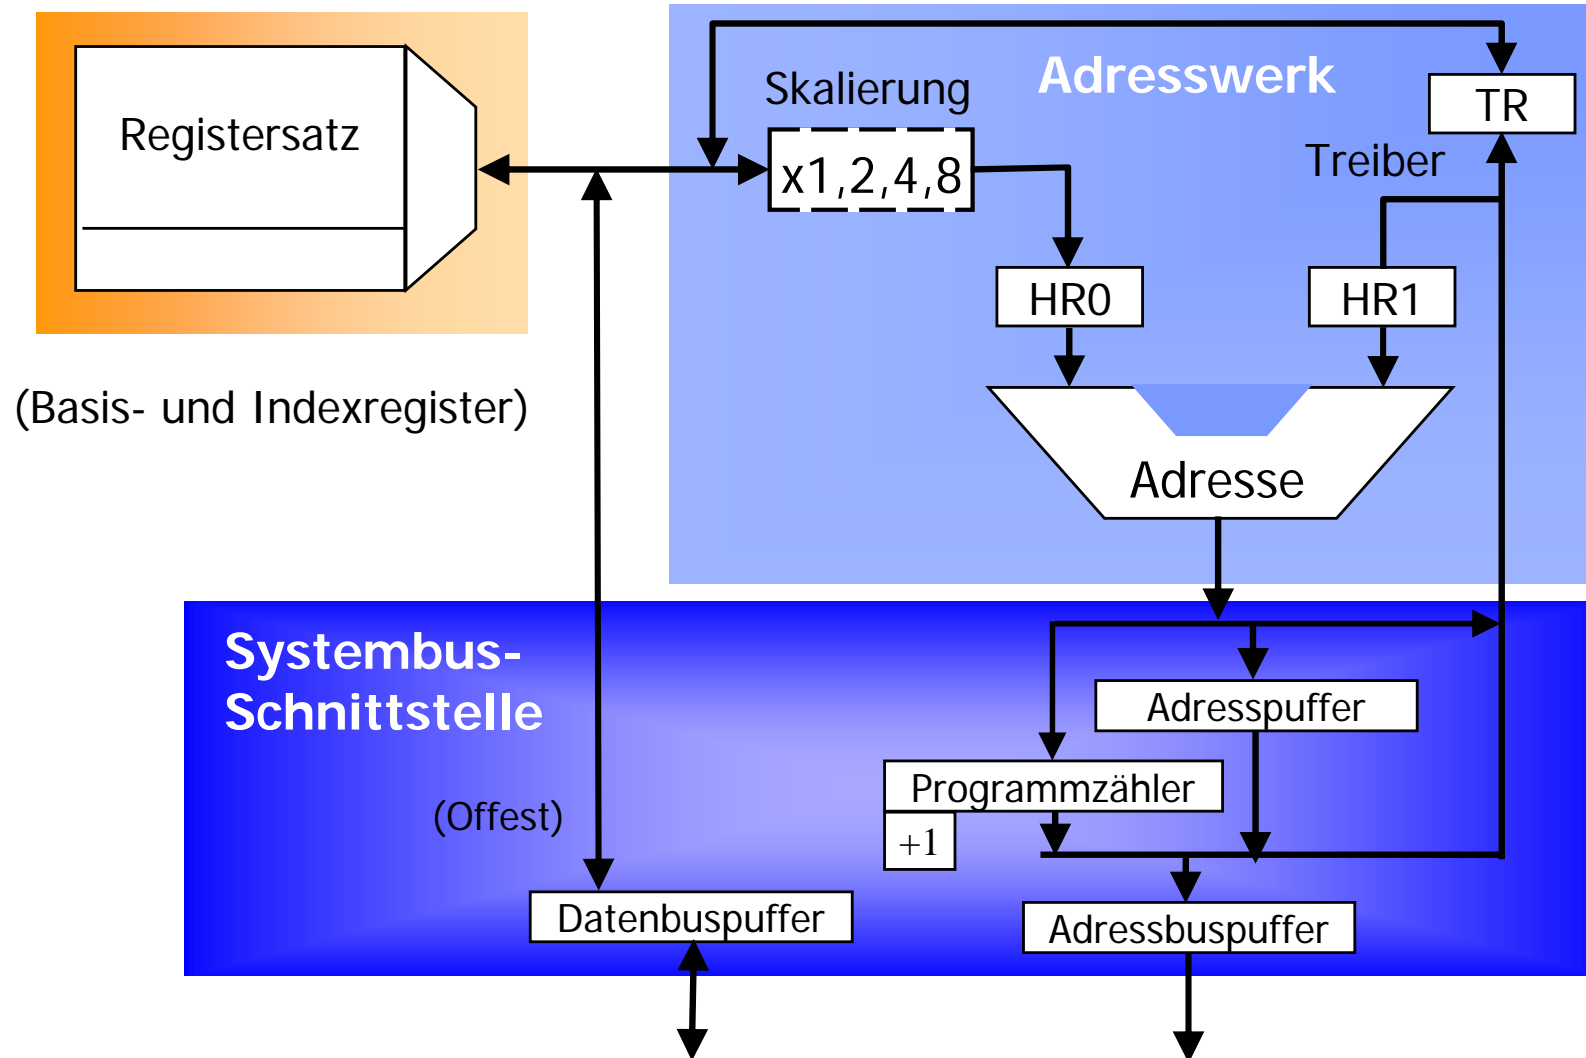 Adresswerk
Skalierung
TR
Registersatz
x1,2,4,8
Treiber
HR0
HR1
(Basis- und Indexregister)
Adresse
Systembus-
Schnittstelle
Adresspuffer
Programmzähler
(Offest)
+1
Datenbuspuffer
Adressbuspuffer